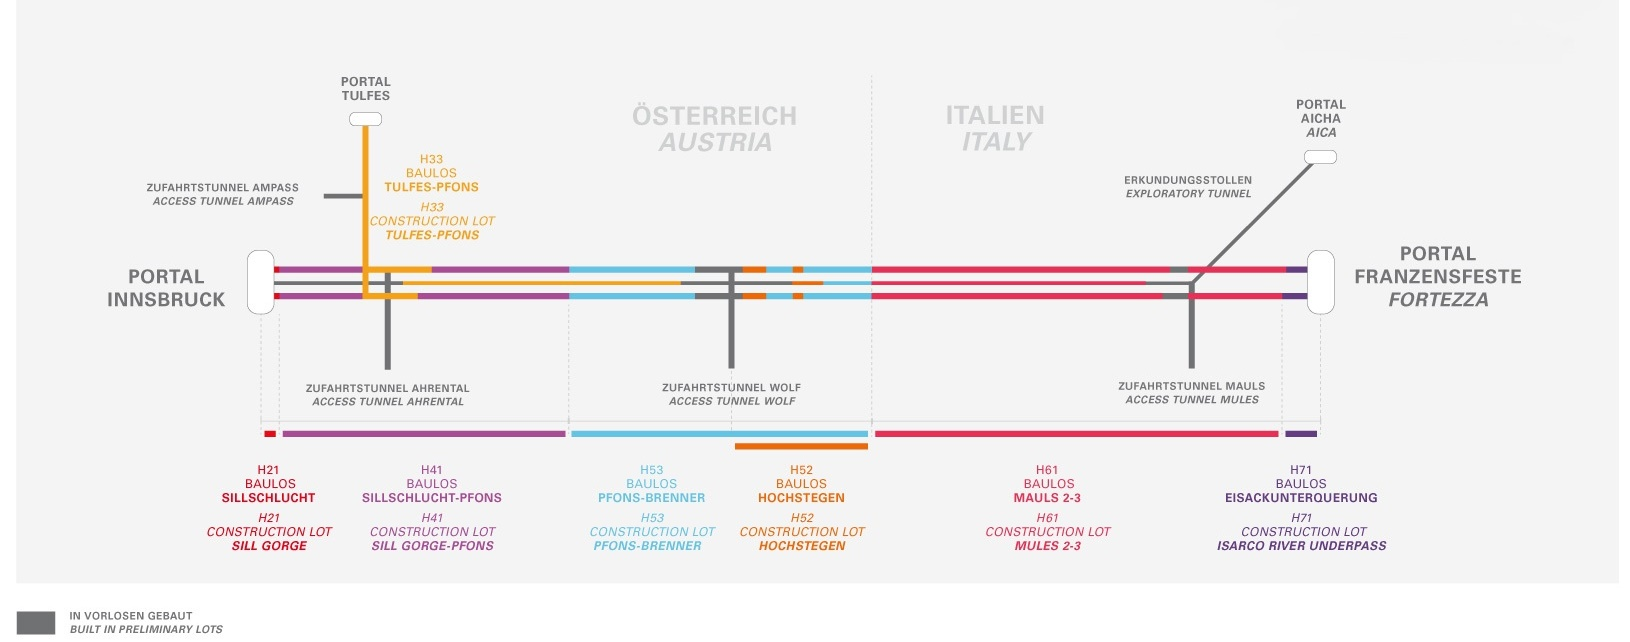 PORTAL
TULFES
ÖSTERREICH
AUSTRIA
ITALIEN
ITALY
PORTAL
AICHA
AICA
H33
BAULOS
TULFES-PFONS
H33
CONSTRUCTION LOT
TULFES-PFONS
ZUFAHRTSTUNNEL AMPASS
ACCESS TUNNEL AMPASS
ERKUNDUNGSSTOLLEN
EXPLORATORY TUNNEL
PORTAL
INNSBRUCK
PORTAL
FRANZENSFESTE
FORTEZZA
ZUFAHRTSTUNNEL AHRENTAL
ACCESS TUNNEL AHRENTAL
ZUFAHRTSTUNNEL WOLF
ACCESS TUNNEL WOLF
ZUFAHRTSTUNNEL MAULS
ACCESS TUNNEL MULES
H21
BAULOS
SILLSCHLUCHT
H21
CONSTRUCTION LOT
SILL GORGE
H41
BAULOS
SILLSCHLUCHT-PFONS
H41
CONSTRUCTION LOT
SILL GORGE-PFONS
H53
BAULOS
PFONS-BRENNER
H53
CONSTRUCTION LOT
PFONS-BRENNER
H52
BAULOS
HOCHSTEGEN
H52
CONSTRUCTION LOT
HOCHSTEGEN
H61
BAULOS
MAULS 2-3
H61
CONSTRUCTION LOT
MULES 2-3
H71
BAULOS
EISACKUNTERQUERUNG
H71
CONSTRUCTION LOT
ISARCO RIVER UNDERPASS
IN VORLOSEN GEBAUT
BUILT IN PRELIMINARY LOTS